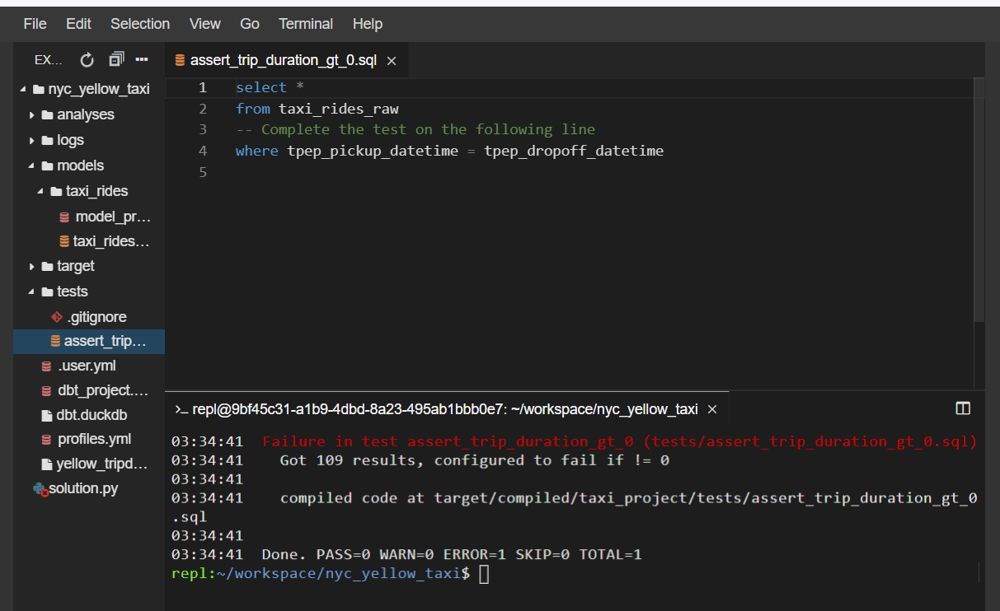 File Edit Selection View Go Terminal Help
EX...
nyc_yellow_taxi
analyses
logs
models
taxi_rides
model_pr...
taxi_rides...
target
tests
.gitignore
assert_trip...
.user.yml
dbt_project....
dbt.duckdb
profiles.yml
yellow_tripd...
solution.py
assert_trip_duration_gt_0.sql ×
1 select *
2 from taxi_rides_raw
3 -- Complete the test on the following line
4 where tpep_pickup_datetime = tpep_dropoff_datetime
5
>_ repl@9bf45c31-a1b9-4dbd-8a23-495ab1bbb0e7: ~/workspace/nyc_yellow_taxi ×
03:34:41  Failure in test assert_trip_duration_gt_0 (tests/assert_trip_duration_gt_0.sql)
03:34:41    Got 109 results, configured to fail if != 0
03:34:41
03:34:41    compiled code at target/compiled/taxi_project/tests/assert_trip_duration_gt_0
.sql
03:34:41
03:34:41  Done. PASS=0 WARN=0 ERROR=1 SKIP=0 TOTAL=1
repl:~/workspace/nyc_yellow_taxi$